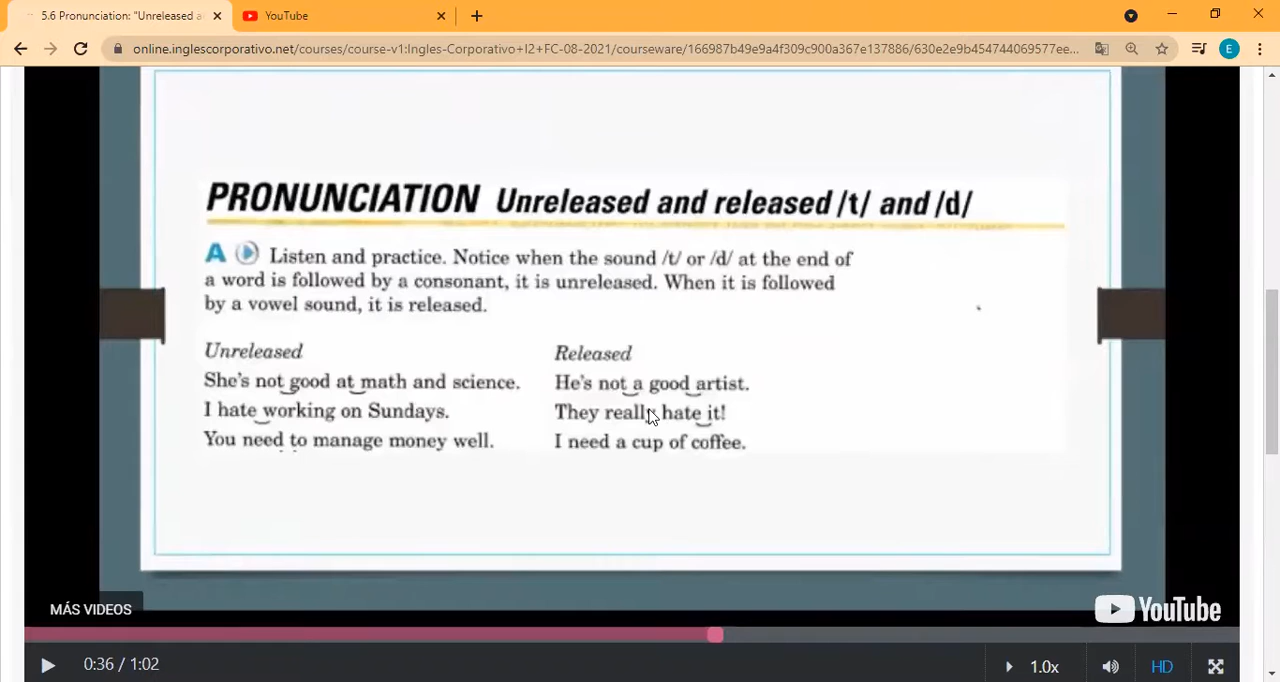 5.6 Pronunciation: "Unreleased a
YouTube
online.inglescorporativo.net/courses/course-v1:Ingles-Corporativo+I2+FC-08-2021/courseware/166987b49e9a4f309c900a367e137886/630e2e9b454744069577ee...
E
PRONUNCIATION Unreleased and released /t/ and /d/
A Listen and practice. Notice when the sound /t/ or /d/ at the end of
a word is followed by a consonant, it is unreleased. When it is followed
by a vowel sound, it is released.
Unreleased
She's not good at math and science.
I hate working on Sundays.
You need to manage money well.
Released
He's not a good artist.
They really hate it!
I need a cup of coffee.
MÁS VIDEOS
YouTube
0:36 / 1:02
1.0x
HD